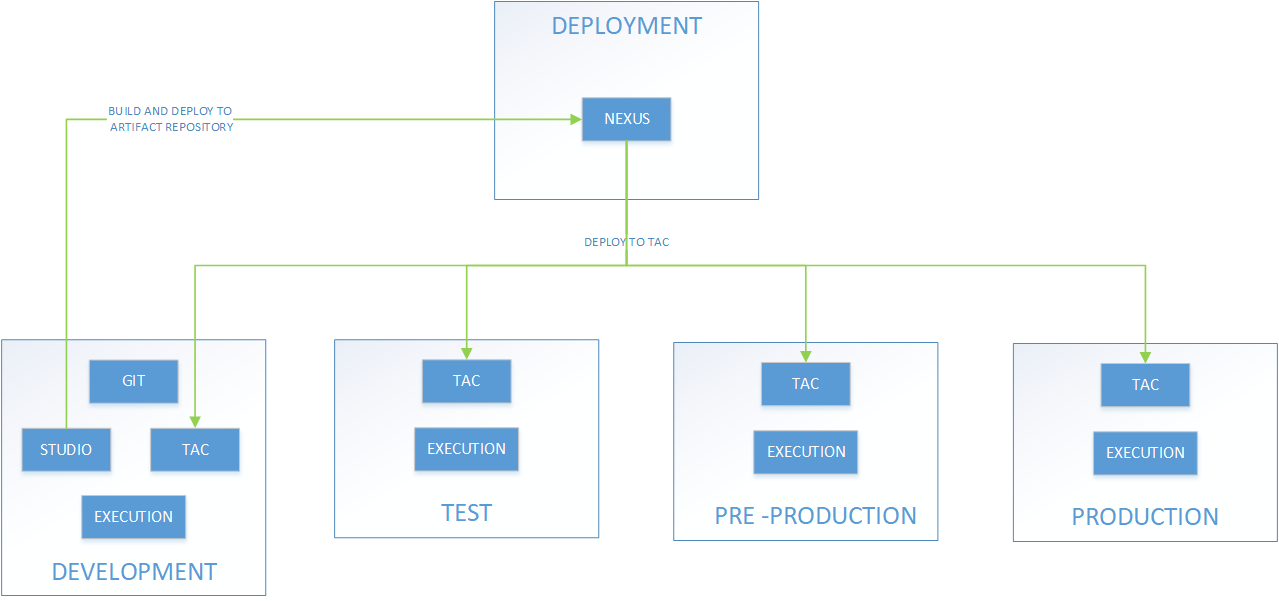 DEPLOYMENT
NEXUS
BUILD AND DEPLOY TO
ARTIFACT REPOSITORY
DEPLOY TO TAC
GIT
STUDIO
TAC
EXECUTION
DEVELOPMENT
TAC
EXECUTION
TEST
TAC
EXECUTION
PRE -PRODUCTION
TAC
EXECUTION
PRODUCTION